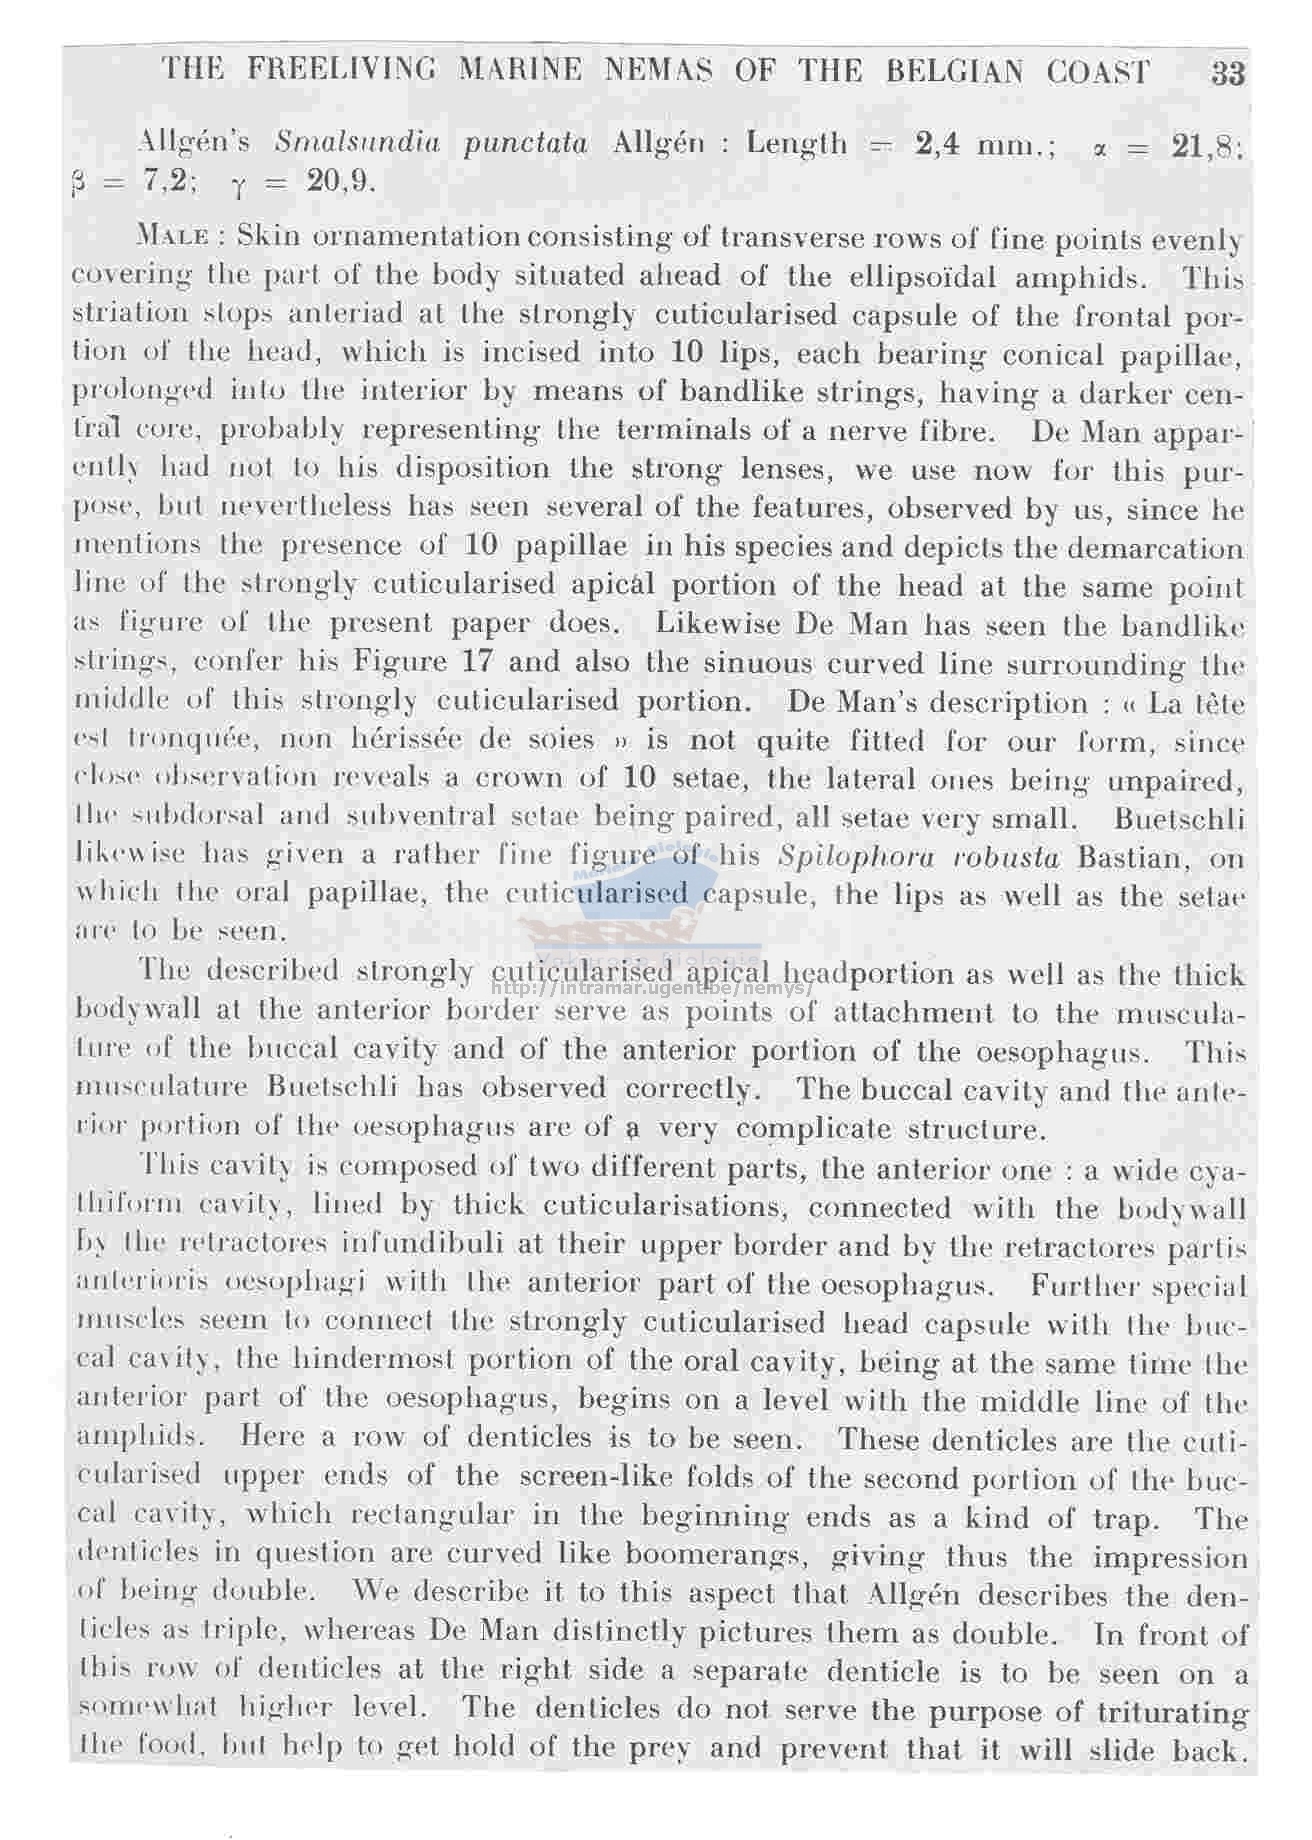 THE FREELIVING MARINE NEMAS OF THE BELGIAN COAST 33
Allgén's Smalsundia punctata Allgén : Length = 2,4 mm.; α = 21,8;
β = 7,2; γ = 20,9.
MALE : Skin ornamentation consisting of transverse rows of fine points evenly
covering the part of the body situated ahead of the ellipsoïdal amphids. This
striation stops anteriad at the strongly cuticularised capsule of the frontal por-
tion of the head, which is incised into 10 lips, each bearing conical papillae,
prolonged into the interior by means of bandlike strings, having a darker cen-
tral core, probably representing the terminals of a nerve fibre. De Man appar-
ently had not to his disposition the strong lenses, we use now for this pur-
pose, but nevertheless has seen several of the features, observed by us, since he
mentions the presence of 10 papillae in his species and depicts the demarcation
line of the strongly cuticularised apical portion of the head at the same point
as figure of the present paper does. Likewise De Man has seen the bandlike
strings, confer his Figure 17 and also the sinuous curved line surrounding the
middle of this strongly cuticularised portion. De Man's description : « La tête
est tronquée, non hérissée de soies » is not quite fitted for our form, since
close observation reveals a crown of 10 setae, the lateral ones being unpaired,
the subdorsal and subventral setae being paired, all setae very small. Buetschli
likewise has given a rather fine figure of his Spilophora robusta Bastian, on
which the oral papillae, the cuticularised capsule, the lips as well as the setae
are to be seen.
Vakgroep Biologie
The described strongly cuticularised apical headportion as well as the thick
http://intramar.ugent.be/nemys/
bodywall at the anterior border serve as points of attachment to the muscula-
ture of the buccal cavity and of the anterior portion of the oesophagus. This
musculature Buetschli has observed correctly. The buccal cavity and the ante-
rior portion of the oesophagus are of a very complicate structure.
This cavity is composed of two different parts, the anterior one : a wide cya-
thiform cavity, lined by thick cuticularisations, connected with the bodywall
by the retractores infundibuli at their upper border and by the retractores partis
anterioris oesophagi with the anterior part of the oesophagus. Further special
muscles seem to connect the strongly cuticularised head capsule with the buc-
cal cavity, the hindermost portion of the oral cavity, being at the same time the
anterior part of the oesophagus, begins on a level with the middle line of the
amphids. Here a row of denticles is to be seen. These denticles are the cuti-
cularised upper ends of the screen-like folds of the second portion of the buc-
cal cavity, which rectangular in the beginning ends as a kind of trap. The
denticles in question are curved like boomerangs, giving thus the impression
of being double. We describe it to this aspect that Allgén describes the den-
ticles as triple, whereas De Man distinctly pictures them as double. In front of
this row of denticles at the right side a separate denticle is to be seen on a
somewhat higher level. The denticles do not serve the purpose of triturating
the food, but help to get hold of the prey and prevent that it will slide back.